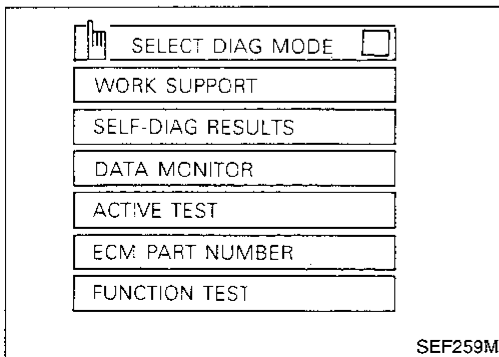 SELECT DIAG MODE
WORK SUPPORT
SELF-DIAG RESULTS
DATA MONITOR
ACTIVE TEST
ECM PART NUMBER
FUNCTION TEST
SEF259M